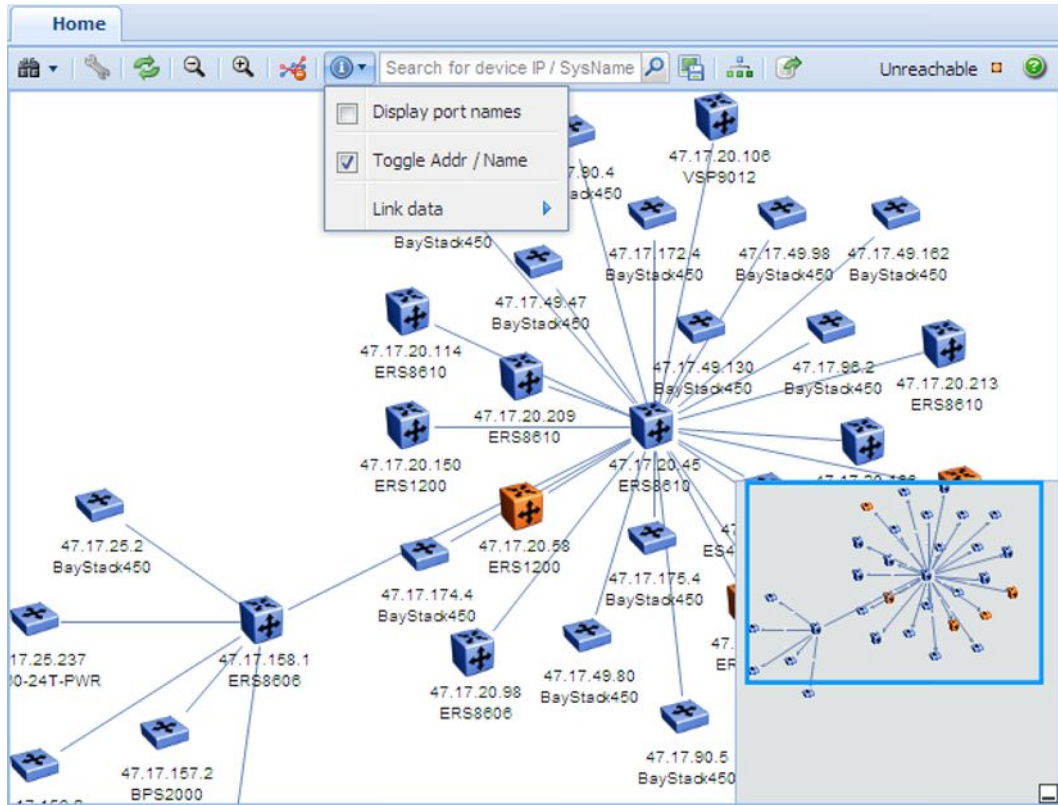 Home
Search for device IP / SysName
Unreachable
Display port names
Toggle Addr / Name
Link data
47.17.20.106
VSP9012
BayStack450
47.17.172.4
BayStack450
47.17.49.98
BayStack450
47.17.49.162
BayStack450
47.17.49.47
BayStack450
47.17.20.114
ERS8610
47.17.49.130
BayStack450
47.17.96.2
BayStack450
47.17.20.213
ERS8610
47.17.20.209
ERS8610
47.17.20.150
ERS1200
47.17.20.45
ERS8610
47.17.25.2
BayStack450
47.17.20.58
ERS1200
47.17.174.4
BayStack450
47.17.175.4
BayStack450
17.25.237
0-24T-PWR
47.17.158.1
ERS8606
47.17.20.98
ERS8606
47.17.49.80
BayStack450
47.17.157.2
BPS2000
47.17.90.5
BayStack450